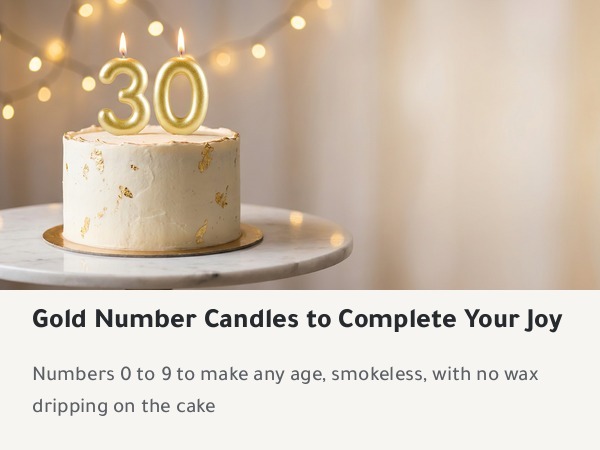 30
Gold Number Candles to Complete Your Joy
Numbers 0 to 9 to make any age, smokeless, with no wax
dripping on the cake